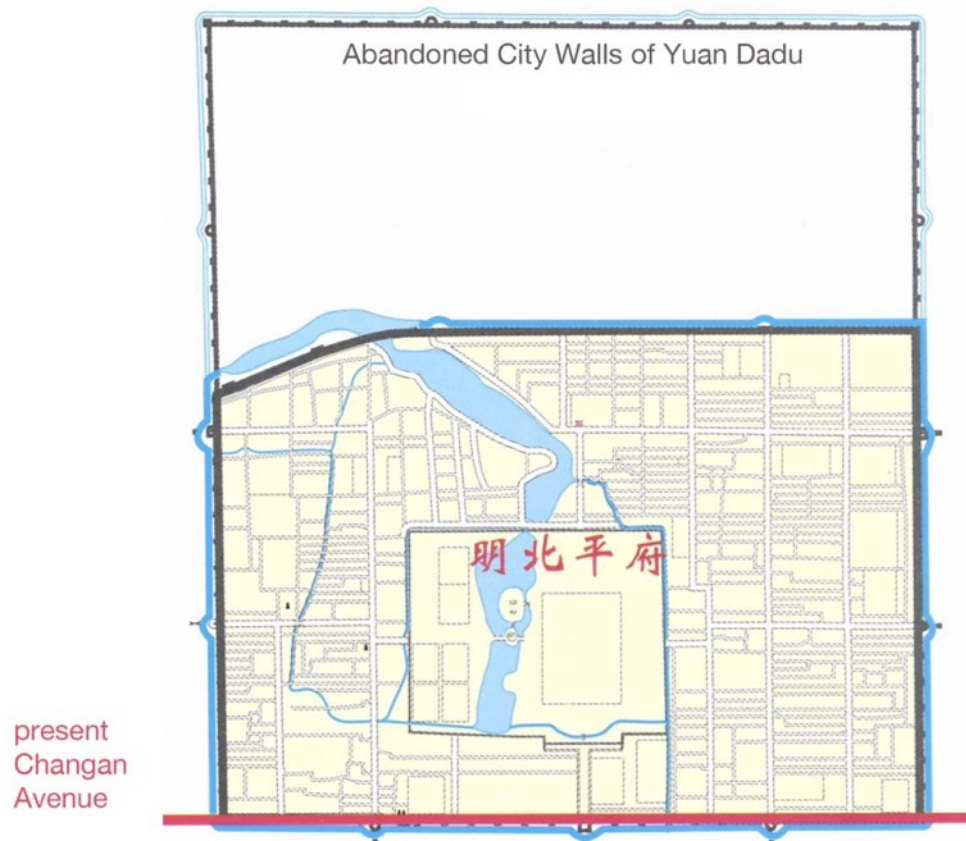 Abandoned City Walls of Yuan Dadu
明北平府
present
Changan
Avenue